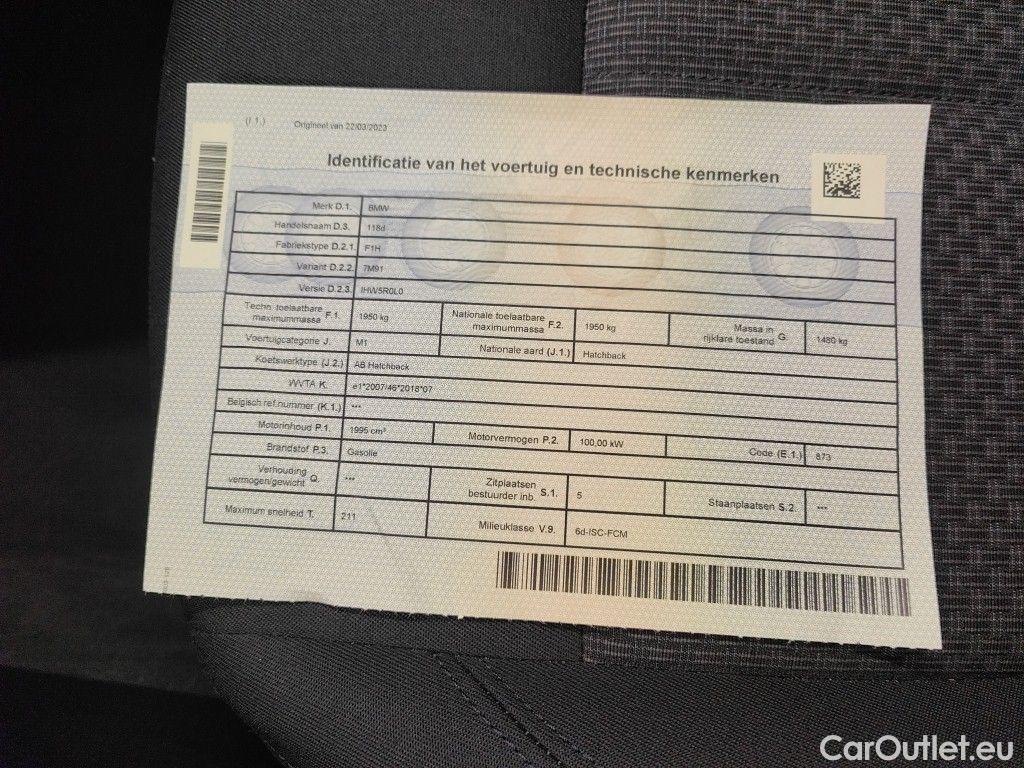 (I.1.) Origineel van 22/03/2023
Identificatie van het voertuig en technische kenmerken
Merk D.1. BMW
Handelsnaam D.3. 118d
Fabriekstype D.2.1. F1H
Variant D.2.2. 7M91
Versie D.2.3. IHW5R0L0
Techn. toelaatbare maximummassa F.1. 1950 kg Nationale toelaatbare maximummassa F.2. 1950 kg Massa in rijklare toestand G. 1480 kg
Voertuigcategorie J. M1 Nationale aard (J.1.) Hatchback
Koetswerktype (J.2.) AB Hatchback
WVTA K. e1*2007/46*2018*07
Belgisch ref.nummer (K.1.) ---
Motorinhoud P.1. 1995 cm³ Motorvermogen P.2. 100,00 kW Code (E.1.) 873
Brandstof P.3. Gasolie
Verhouding vermogen/gewicht Q. --- Zitplaatsen bestuurder inb. S.1. 5 Staanplaatsen S.2. ---
Maximum snelheid T. 211 Milieuklasse V.9. 6d-ISC-FCM
CarOutlet.eu